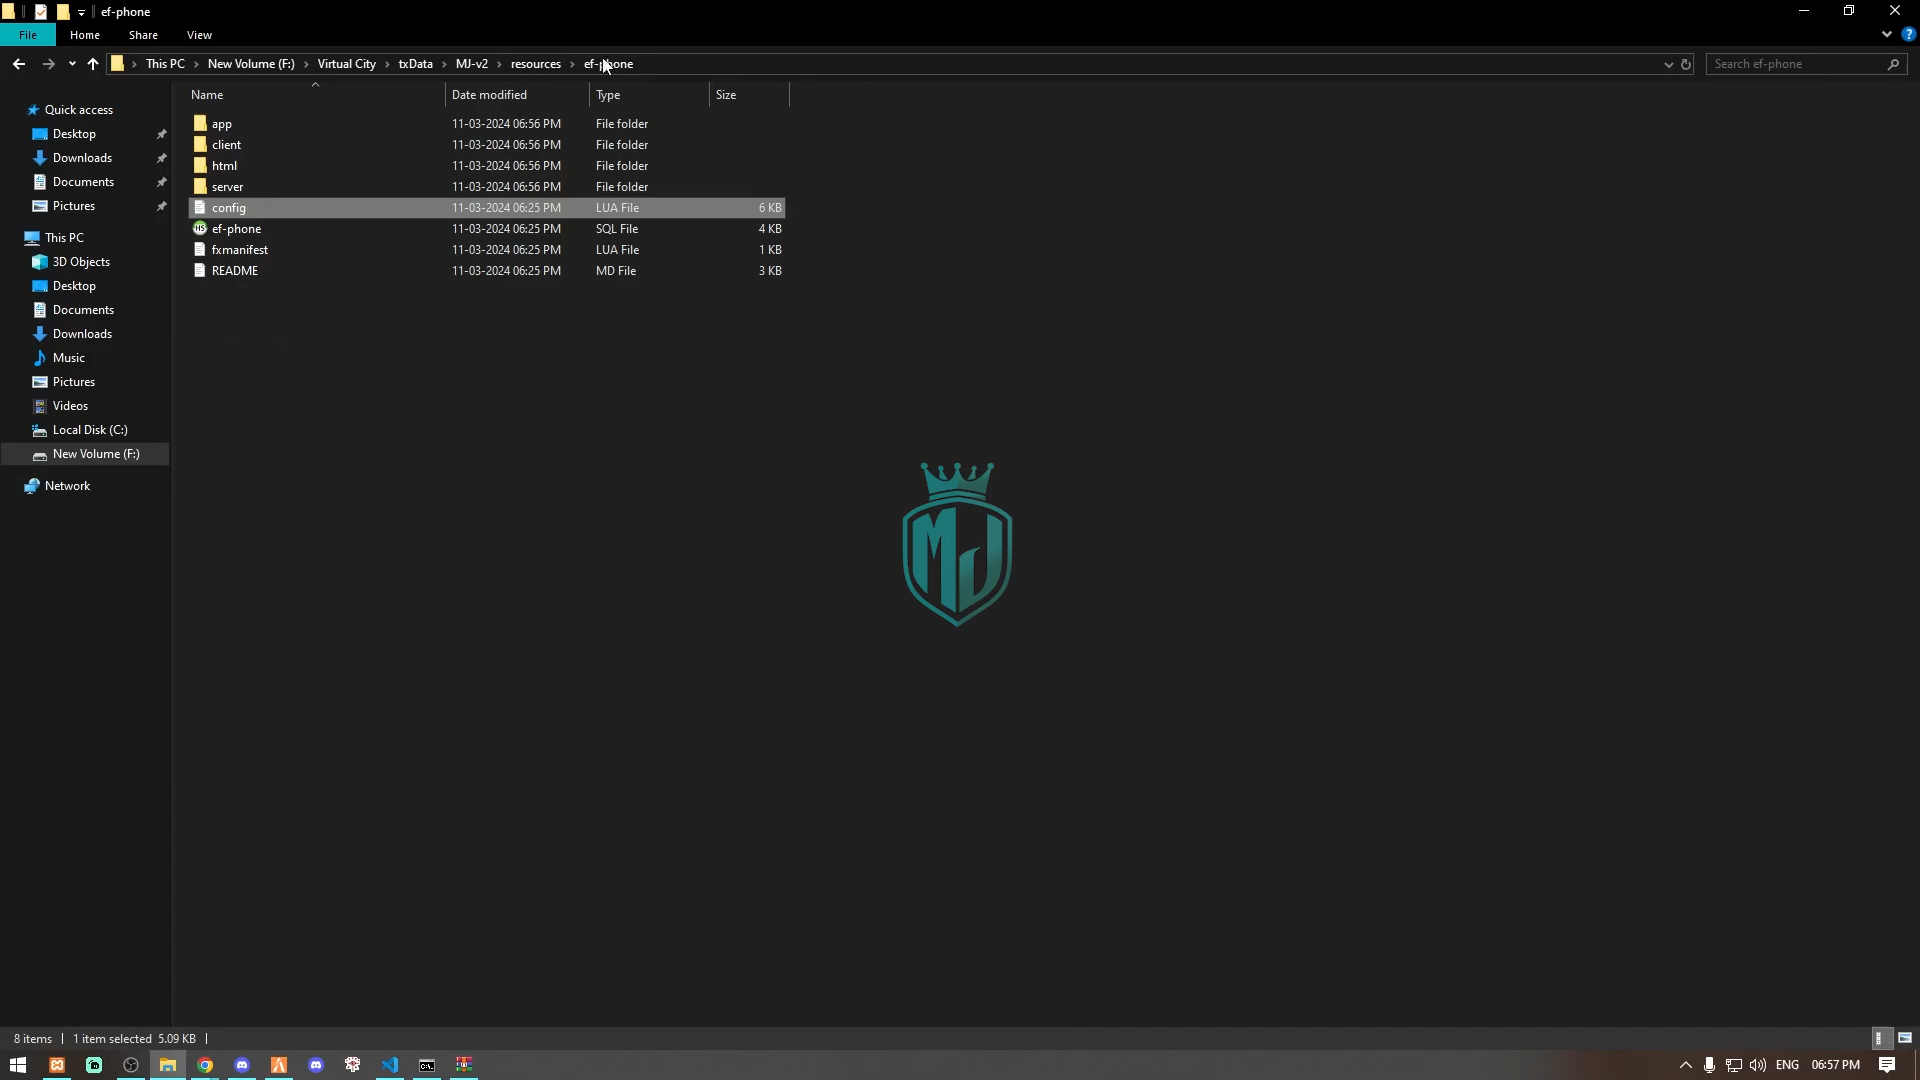 ef-phone
File Home Share View
This PC New Volume (F:) Virtual City txData MJ-v2 resources ef-phone
Search ef-phone
Name Date modified Type Size
Quick access
Desktop
Downloads
Documents
Pictures
This PC
3D Objects
Desktop
Documents
Downloads
Music
Pictures
Videos
Local Disk (C:)
New Volume (F:)
Network
app 11-03-2024 06:56 PM File folder
client 11-03-2024 06:56 PM File folder
html 11-03-2024 06:56 PM File folder
server 11-03-2024 06:56 PM File folder
config 11-03-2024 06:25 PM LUA File 6 KB
ef-phone 11-03-2024 06:25 PM SQL File 4 KB
fxmanifest 11-03-2024 06:25 PM LUA File 1 KB
README 11-03-2024 06:25 PM MD File 3 KB
MJ
8 items 1 item selected 5.09 KB
ENG 06:57 PM